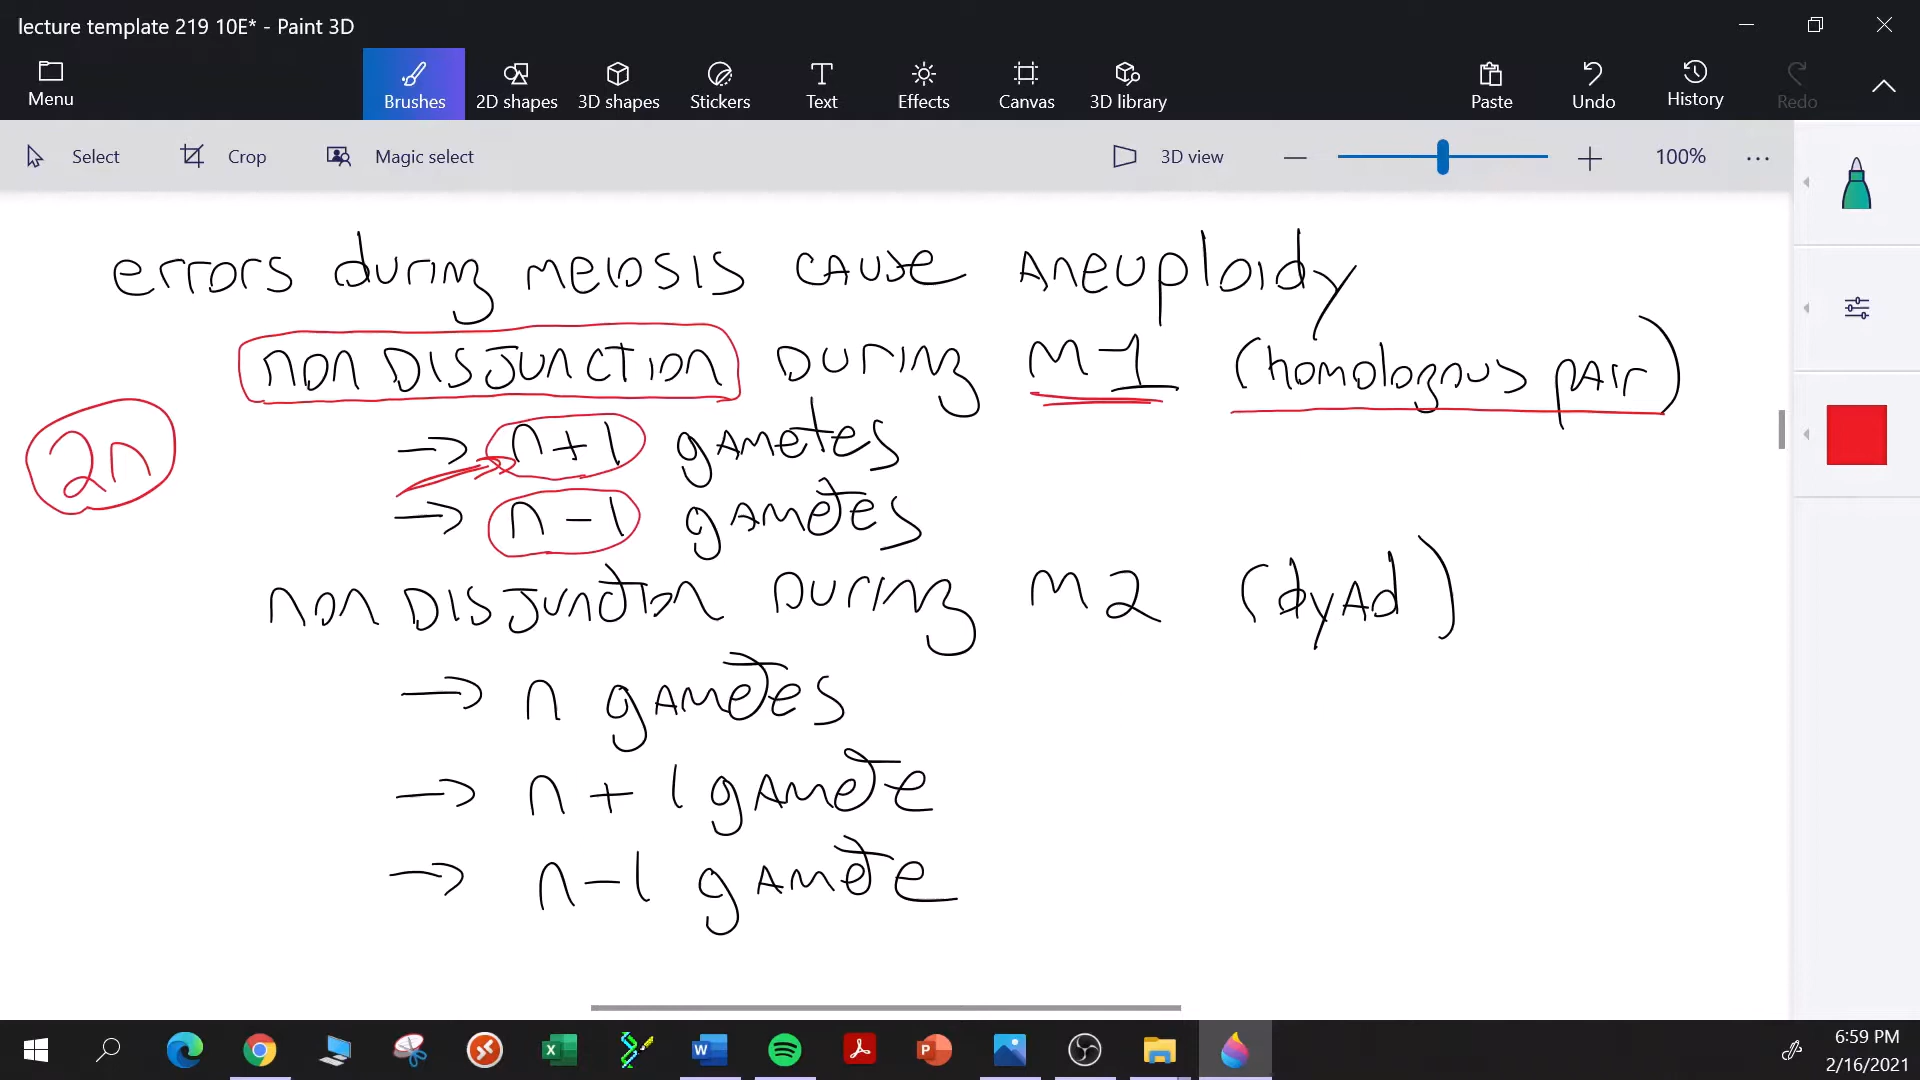 lecture template 219 10E* - Paint 3D
Menu
Brushes 2D shapes 3D shapes Stickers Text Effects Canvas 3D library Paste Undo History Redo
Select Crop Magic select 3D view 100%
errors during meiosis cause Aneuploidy
non DISJUNCTION DURING M-1 (homologous pair)
2n
→ n+1 gametes
→ n-1 gametes
non DISJunction DURING M2 (dyAd)
→ n gametes
→ n+1 gamete
→ n-1 gamete
6:59 PM
2/16/2021